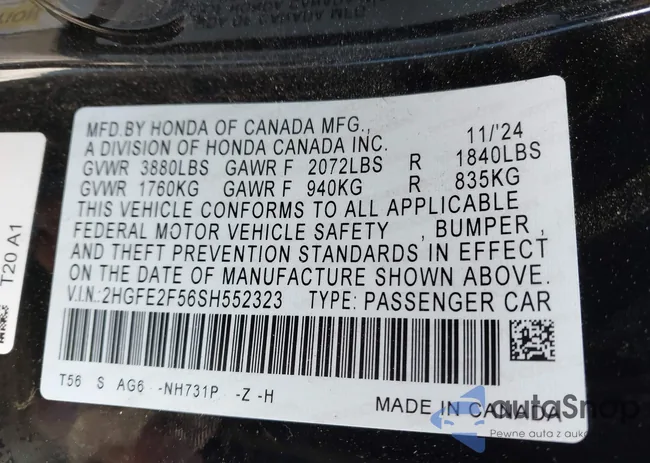 MFD.BY HONDA OF CANADA MFG., 11/'24
A DIVISION OF HONDA CANADA INC.
GVWR 3880LBS GAWR F 2072LBS R 1840LBS
GVWR 1760KG GAWR F 940KG R 835KG
THIS VEHICLE CONFORMS TO ALL APPLICABLE
FEDERAL MOTOR VEHICLE SAFETY , BUMPER ,
AND THEFT PREVENTION STANDARDS IN EFFECT
ON THE DATE OF MANUFACTURE SHOWN ABOVE.
V.I.N.:2HGFE2F56SH552323 TYPE: PASSENGER CAR
T56 S AG6 -NH731P -Z -H
MADE IN CANADA
T20 A1
autoSnap
Pewne auta z aukcji